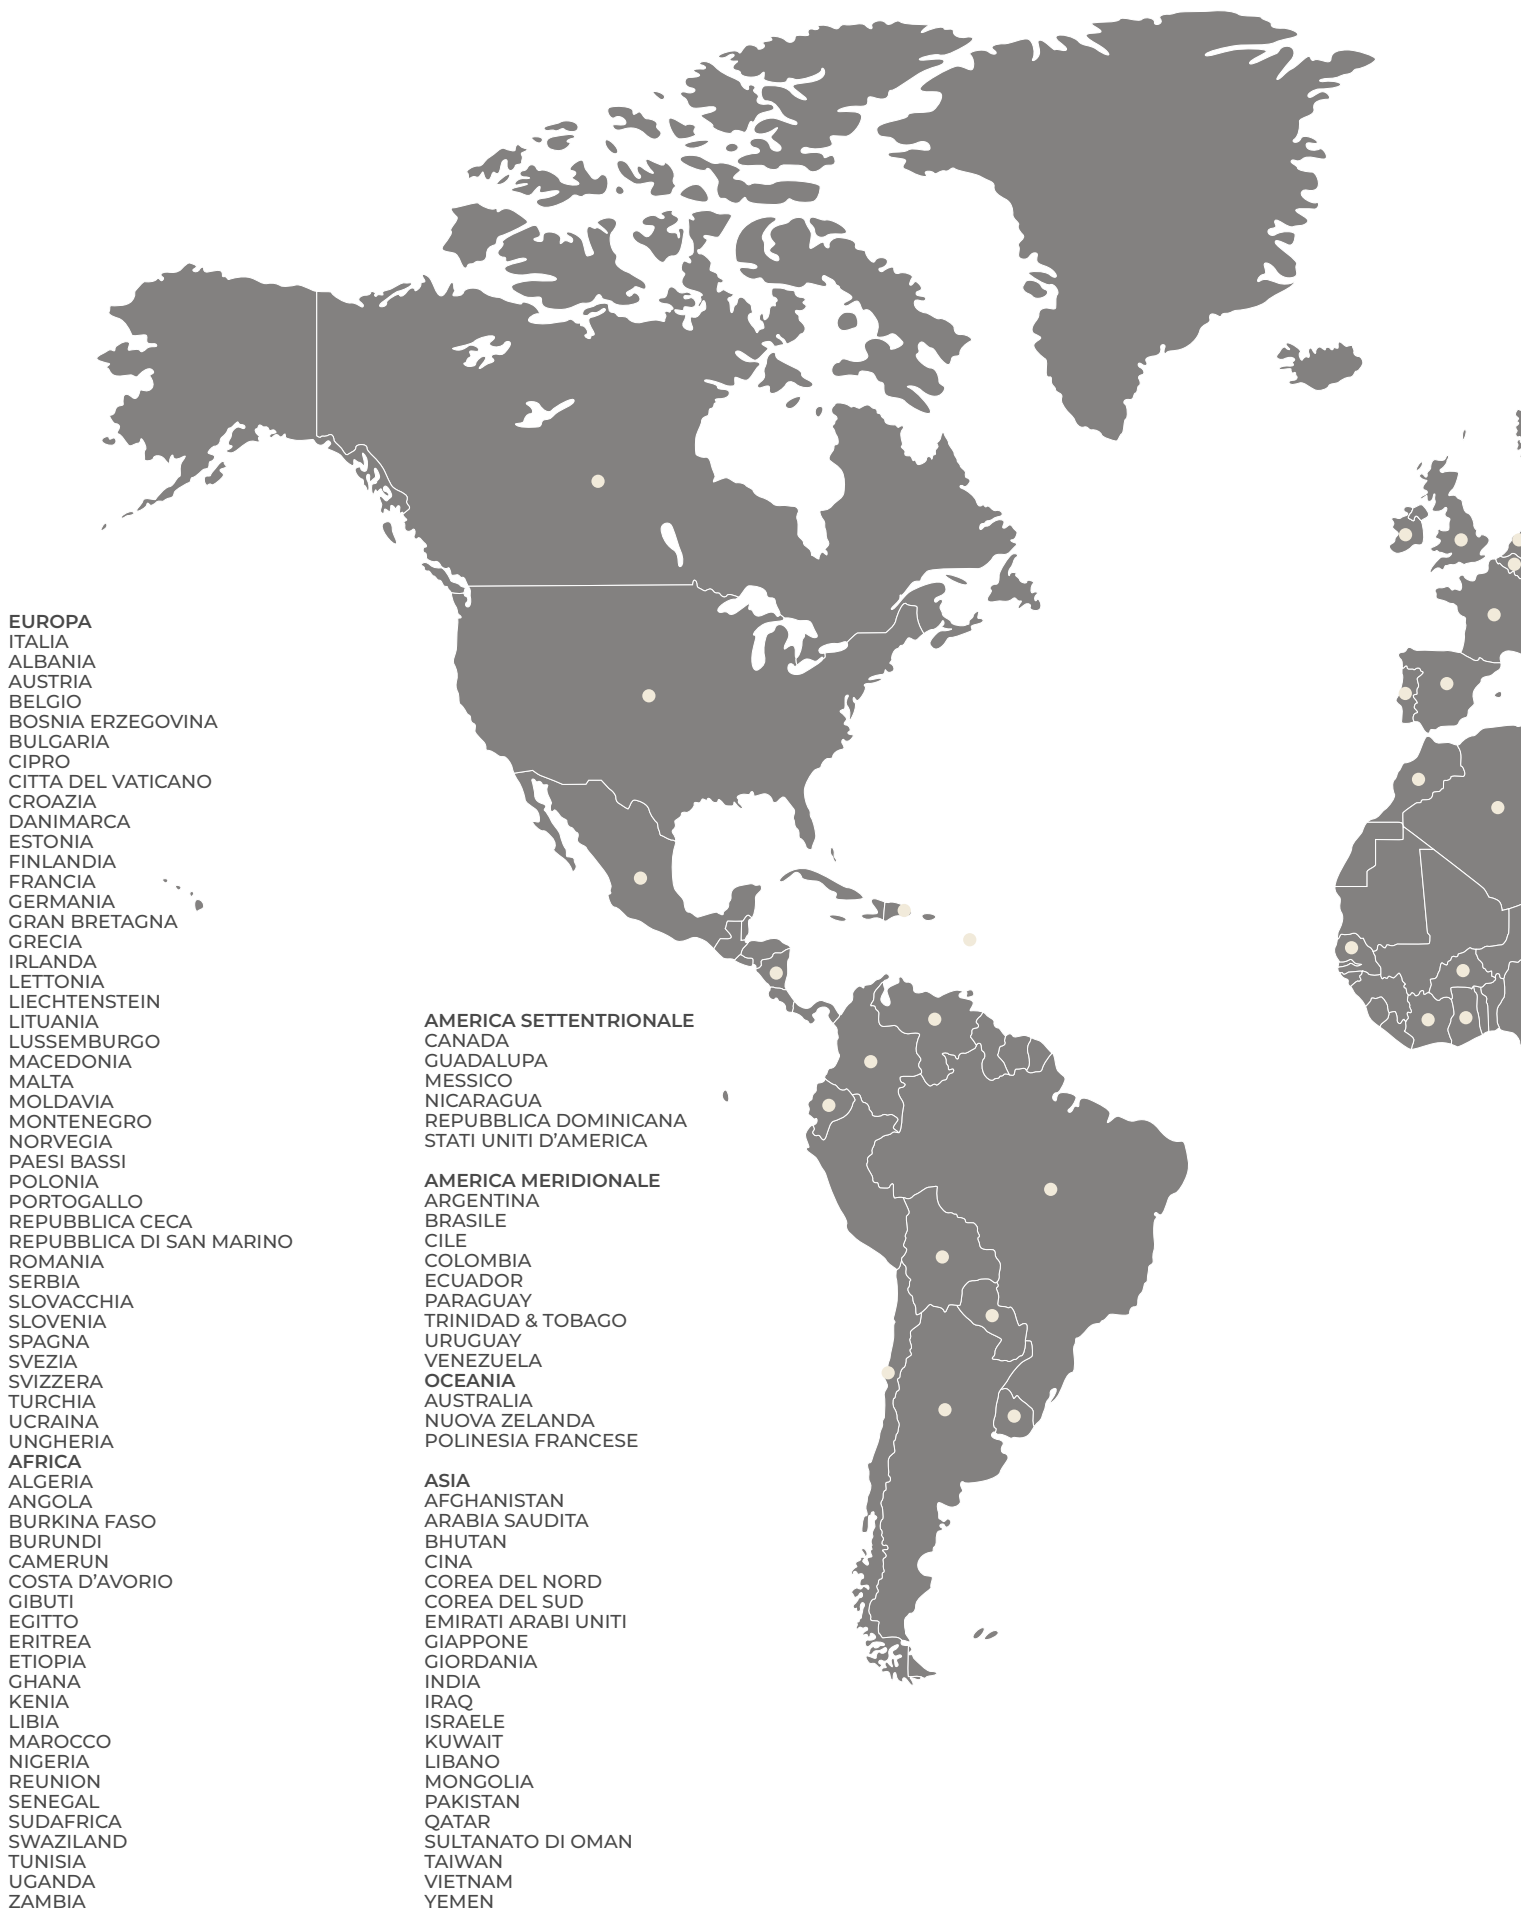 EUROPA
ITALIA
ALBANIA
AUSTRIA
BELGIO
BOSNIA ERZEGOVINA
BULGARIA
CIPRO
CITTA DEL VATICANO
CROAZIA
DANIMARCA
ESTONIA
FINLANDIA
FRANCIA
GERMANIA
GRAN BRETAGNA
GRECIA
IRLANDA
LETTONIA
LIECHTENSTEIN
LITUANIA
LUSSEMBURGO
MACEDONIA
MALTA
MOLDAVIA
MONTENEGRO
NORVEGIA
PAESI BASSI
POLONIA
PORTOGALLO
REPUBBLICA CECA
REPUBBLICA DI SAN MARINO
ROMANIA
SERBIA
SLOVACCHIA
SLOVENIA
SPAGNA
SVEZIA
SVIZZERA
TURCHIA
UCRAINA
UNGHERIA
AFRICA
ALGERIA
ANGOLA
BURKINA FASO
BURUNDI
CAMERUN
COSTA D'AVORIO
GIBUTI
EGITTO
ERITREA
ETIOPIA
GHANA
KENIA
LIBIA
MAROCCO
NIGERIA
REUNION
SENEGAL
SUDAFRICA
SWAZILAND
TUNISIA
UGANDA
ZAMBIA
AMERICA SETTENTRIONALE
CANADA
GUADALUPA
MESSICO
NICARAGUA
REPUBBLICA DOMINICANA
STATI UNITI D'AMERICA
AMERICA MERIDIONALE
ARGENTINA
BRASILE
CILE
COLOMBIA
ECUADOR
PARAGUAY
TRINIDAD & TOBAGO
URUGUAY
VENEZUELA
OCEANIA
AUSTRALIA
NUOVA ZELANDA
POLINESIA FRANCESE
ASIA
AFGHANISTAN
ARABIA SAUDITA
BHUTAN
CINA
COREA DEL NORD
COREA DEL SUD
EMIRATI ARABI UNITI
GIAPPONE
GIORDANIA
INDIA
IRAQ
ISRAELE
KUWAIT
LIBANO
MONGOLIA
PAKISTAN
QATAR
SULTANATO DI OMAN
TAIWAN
VIETNAM
YEMEN